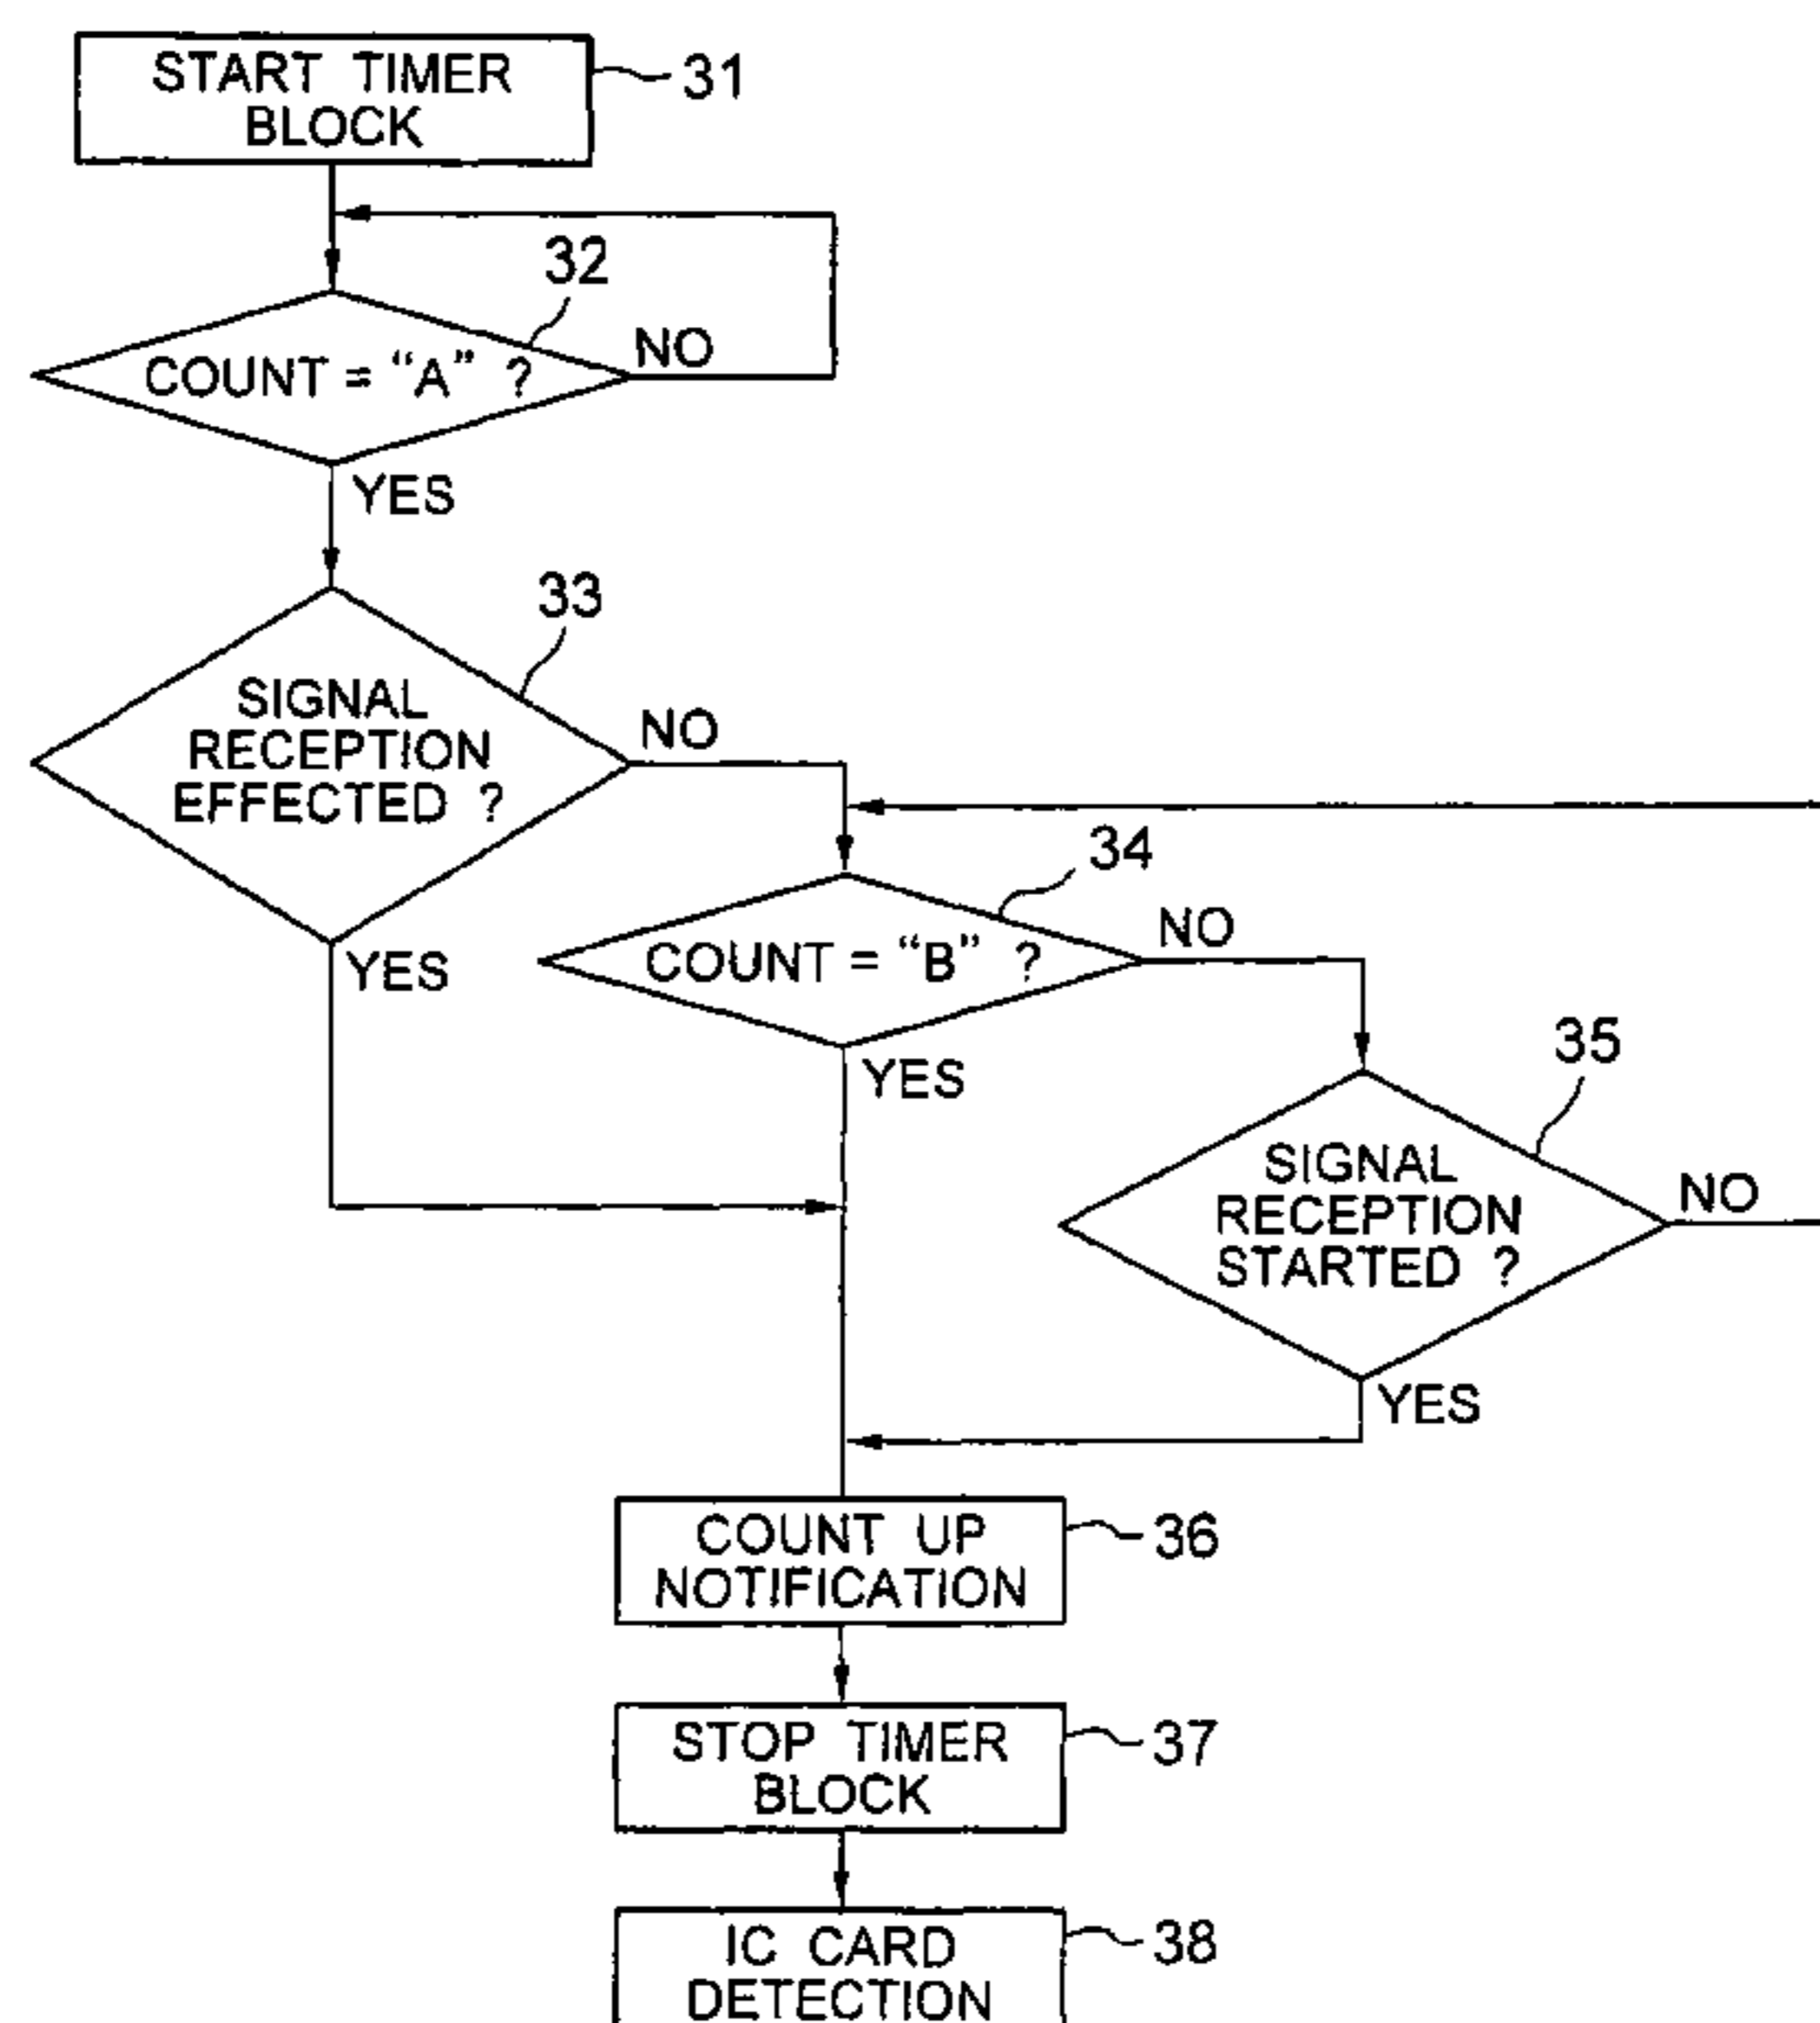 START TIMER
BLOCK
31
32
COUNT = “A” ?
NO
YES
33
SIGNAL
RECEPTION
EFFECTED ?
NO
YES
34
COUNT = “B” ?
NO
YES
35
SIGNAL
RECEPTION
STARTED ?
NO
YES
COUNT UP
NOTIFICATION
36
STOP TIMER
BLOCK
37
IC CARD
DETECTION
38